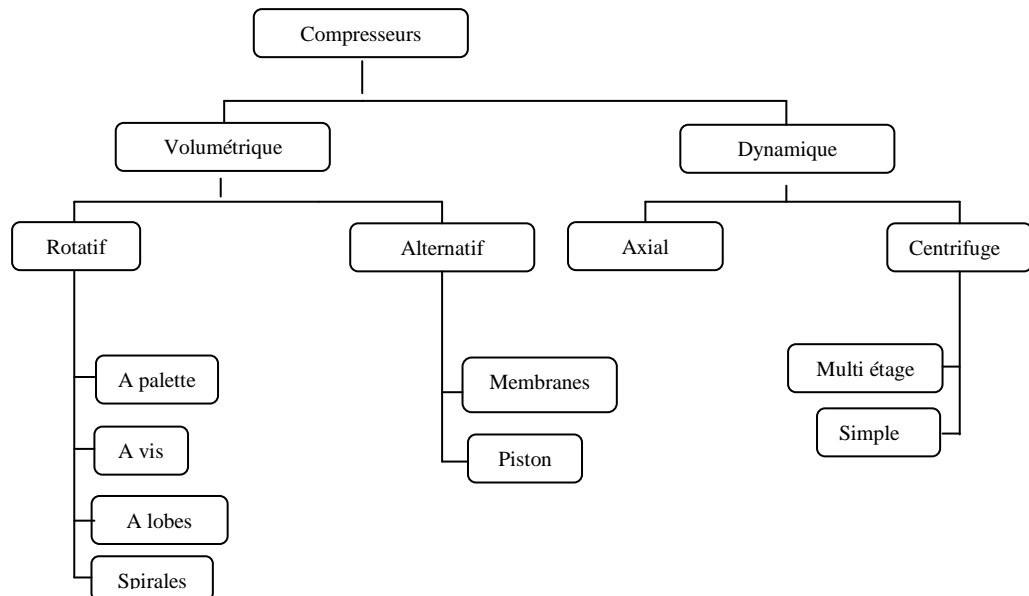 Compresseurs
Volumétrique
Dynamique
Rotatif
Alternatif
Axial
Centrifuge
A palette
Membranes
Multi étage
A vis
Piston
Simple
A lobes
Spirales